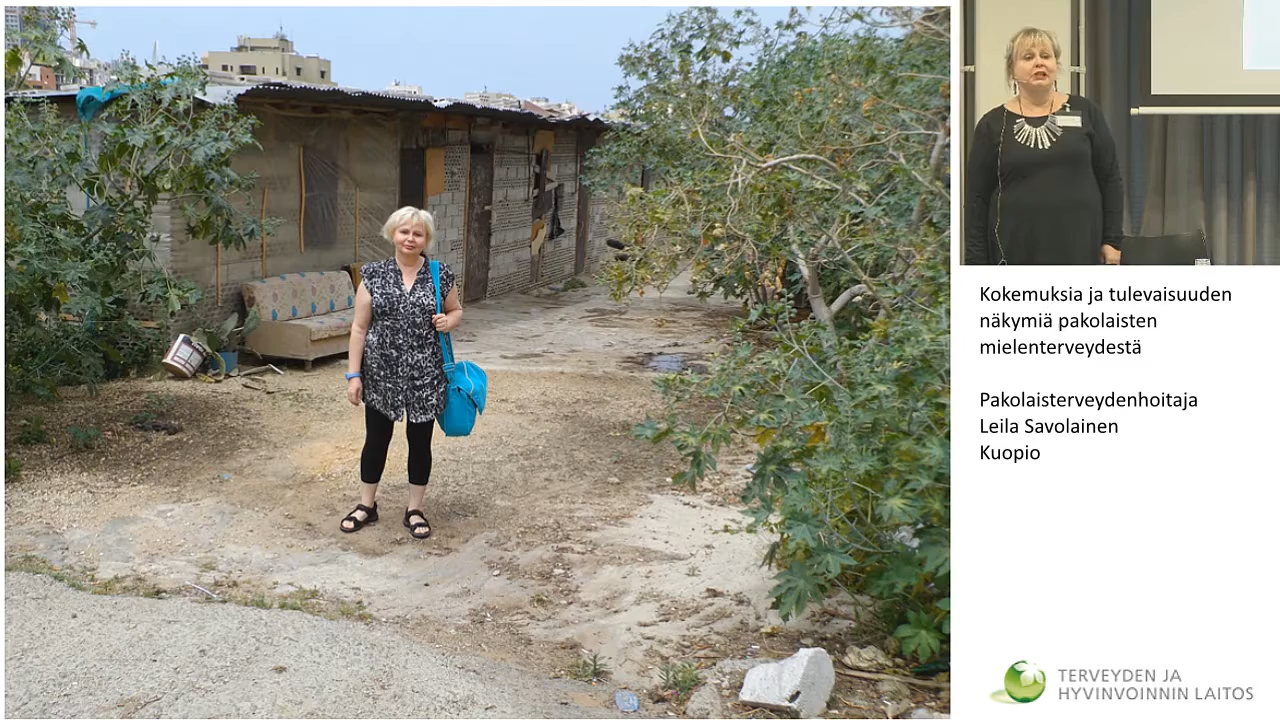 Kokemuksia ja tulevaisuuden
näkymiä pakolaisten
mielenterveydestä
Pakolaisterveydenhoitaja
Leila Savolainen
Kuopio
TERVEYDEN JA
HYVINVOINNIN LAITOS